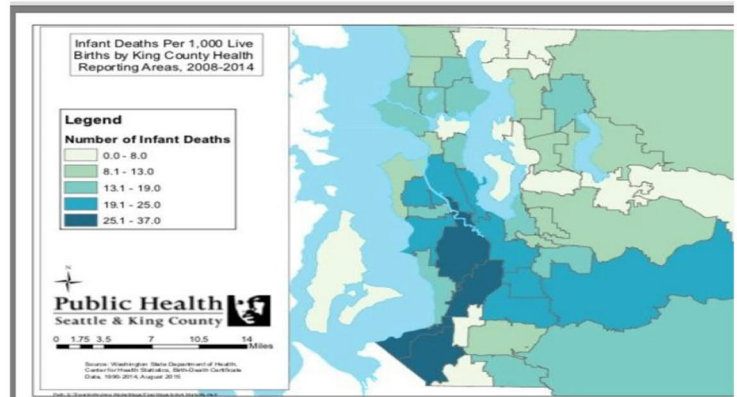 Infant Deaths Per 1,000 Live
Births by King County Health
Reporting Areas, 2008-2014
Legend
Number of Infant Deaths
0.0 - 8.0
8.1 - 13.0
13.1 - 19.0
19.1 - 25.0
25.1 - 37.0
N
Public Health
Seattle & King County
0 1.75 3.5 7 10.5 14
Miles
Source: Washington State Department of Health,
Center for Health Statistics, Birth-Death Certificate
Data, 1990-2014, August 2015